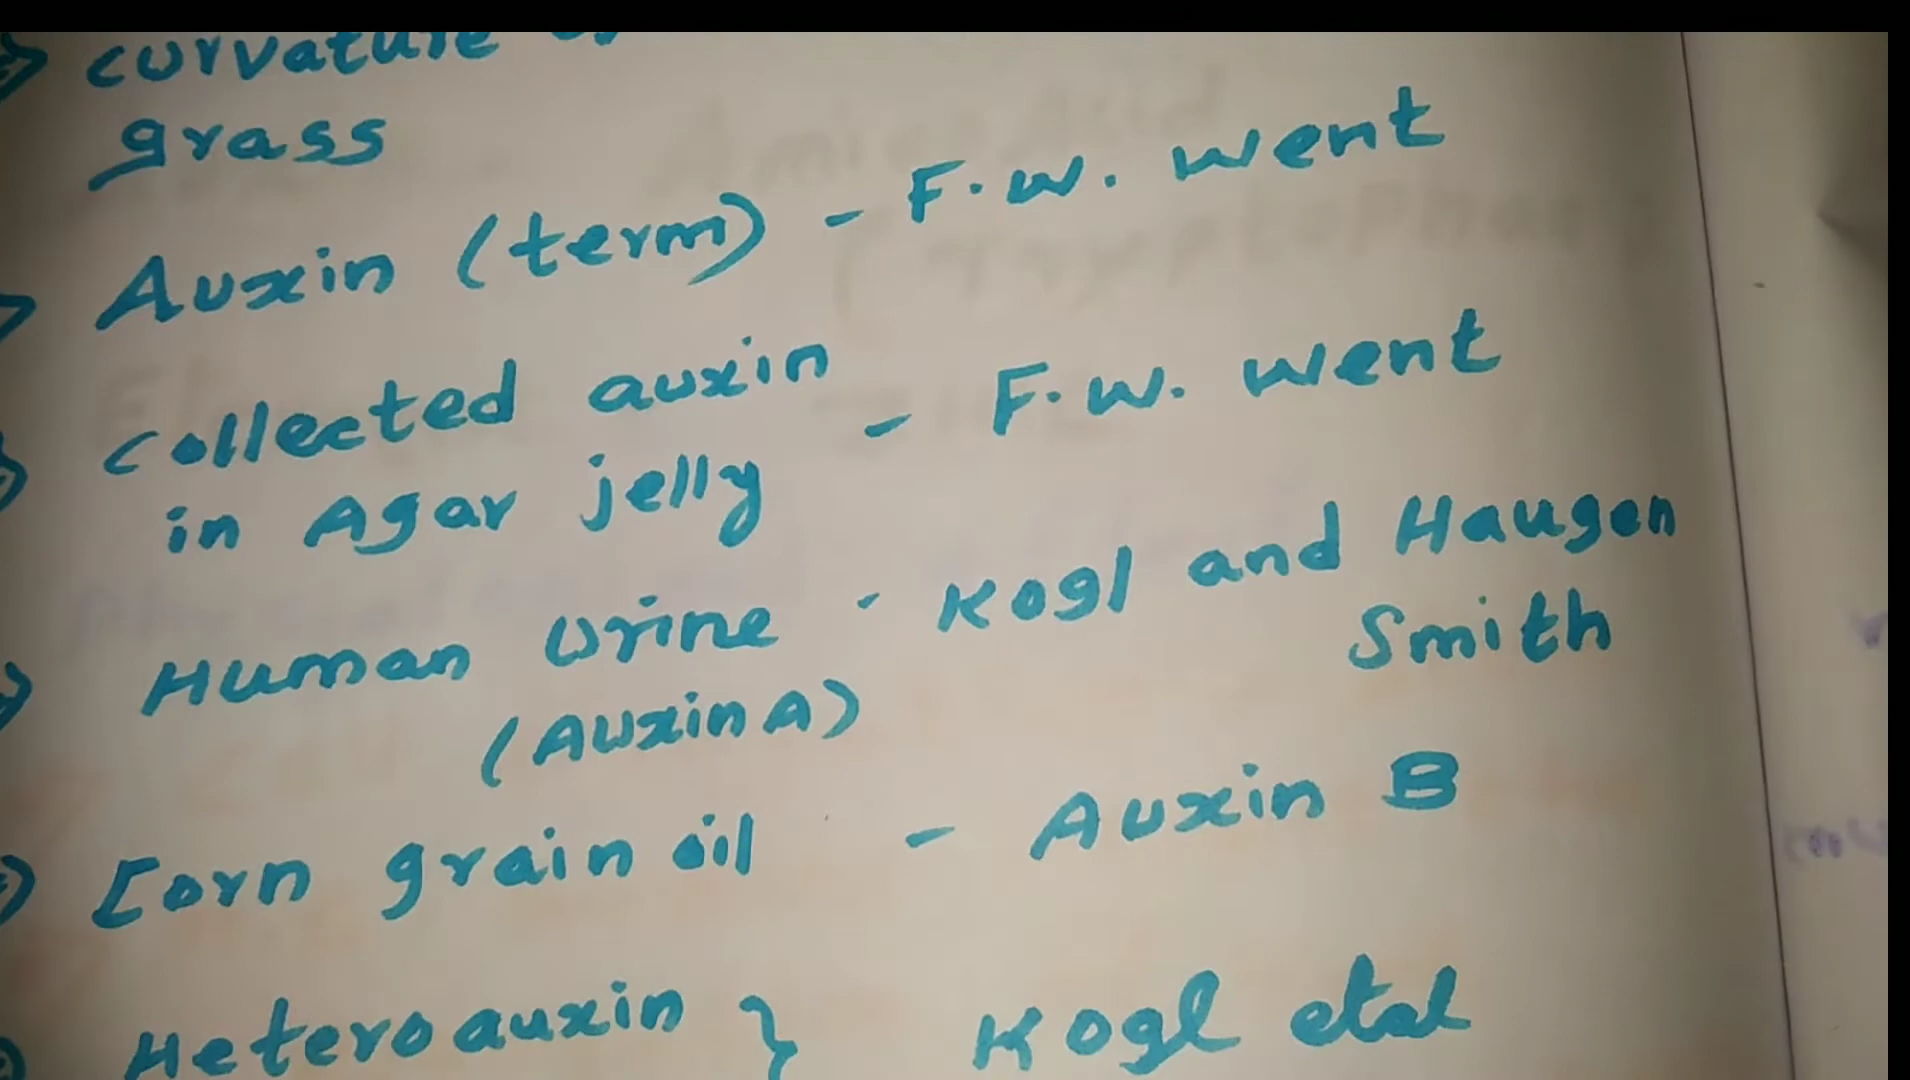 curvature
grass
Auxin (term) - F.W. Went
collected auxin
in Agar jelly - F.W. Went
Human urine - Kogl and Haugen
Smith
(Auxin A)
Corn grain oil - Auxin B
Heteroauxin } Kogl etal